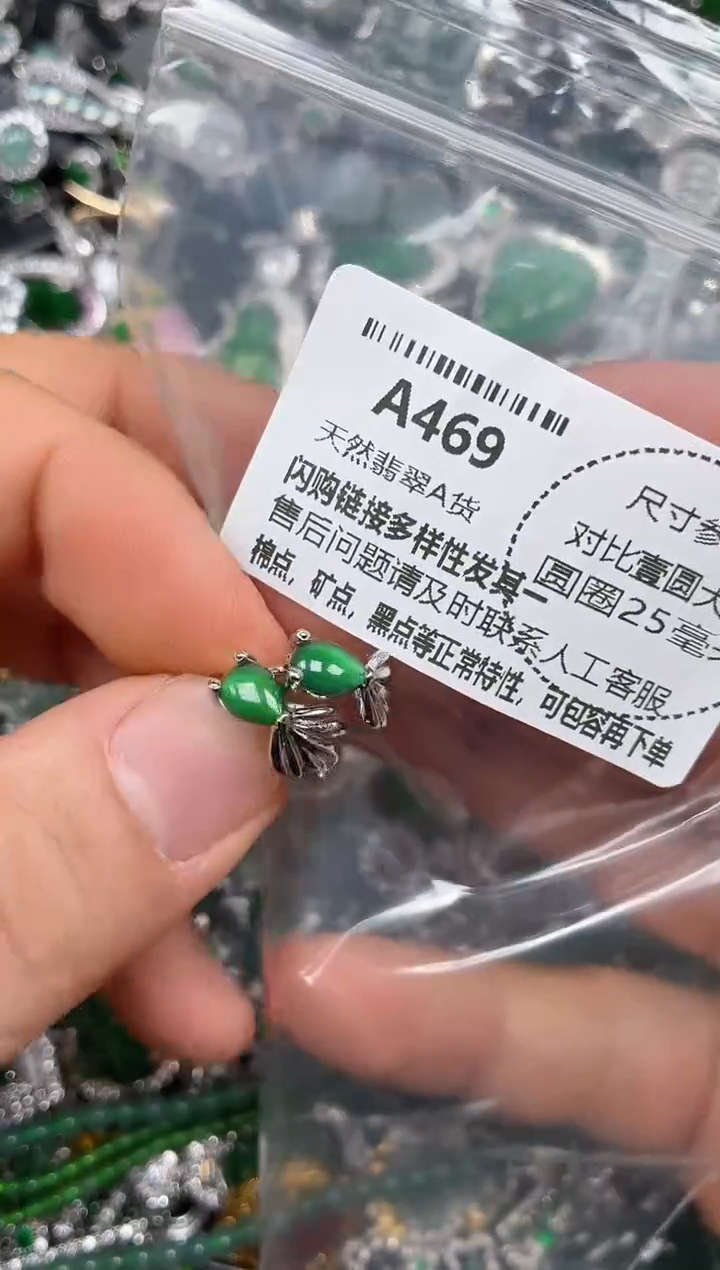 A469
天然翡翠A货
闪购链接多样性发其一
售后问题请及时联系人工客服
棉点，矿点，黑点等正常特性，可包容再下单
尺寸参
对比壹圆大
圆圈25毫